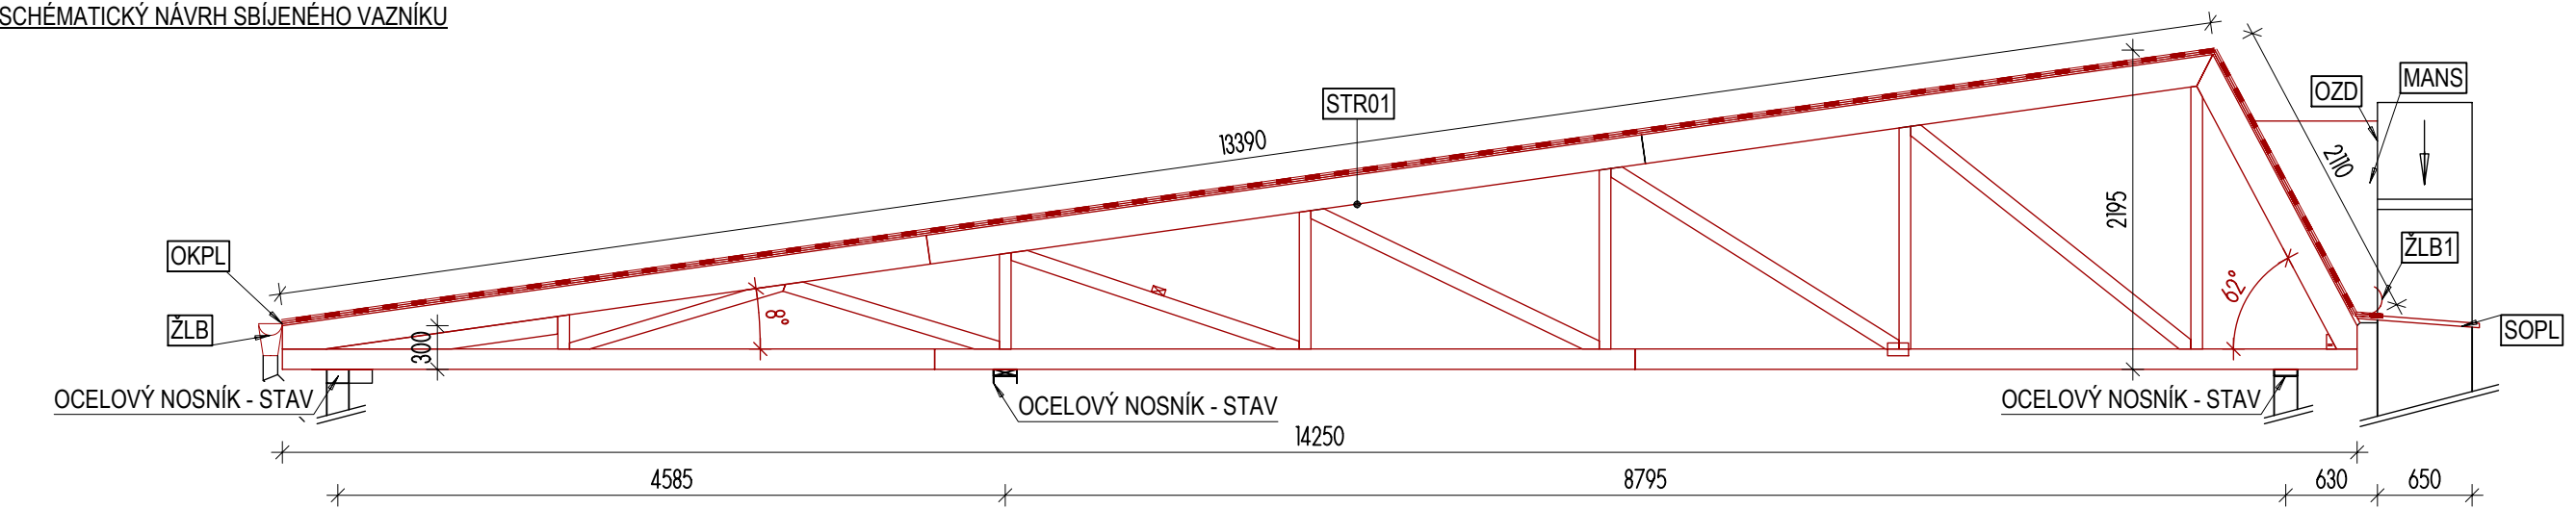 SCHÉMATICKÝ NÁVRH SBÍJENÉHO VAZNÍKU
13390
STR01
2195
2110
OZD
MANS
OKPL
ŽLB
300
8°
62°
ŽLB1
SOPL
OCELOVÝ NOSNÍK - STAV
OCELOVÝ NOSNÍK - STAV
OCELOVÝ NOSNÍK - STAV
14250
4585
8795
630
650